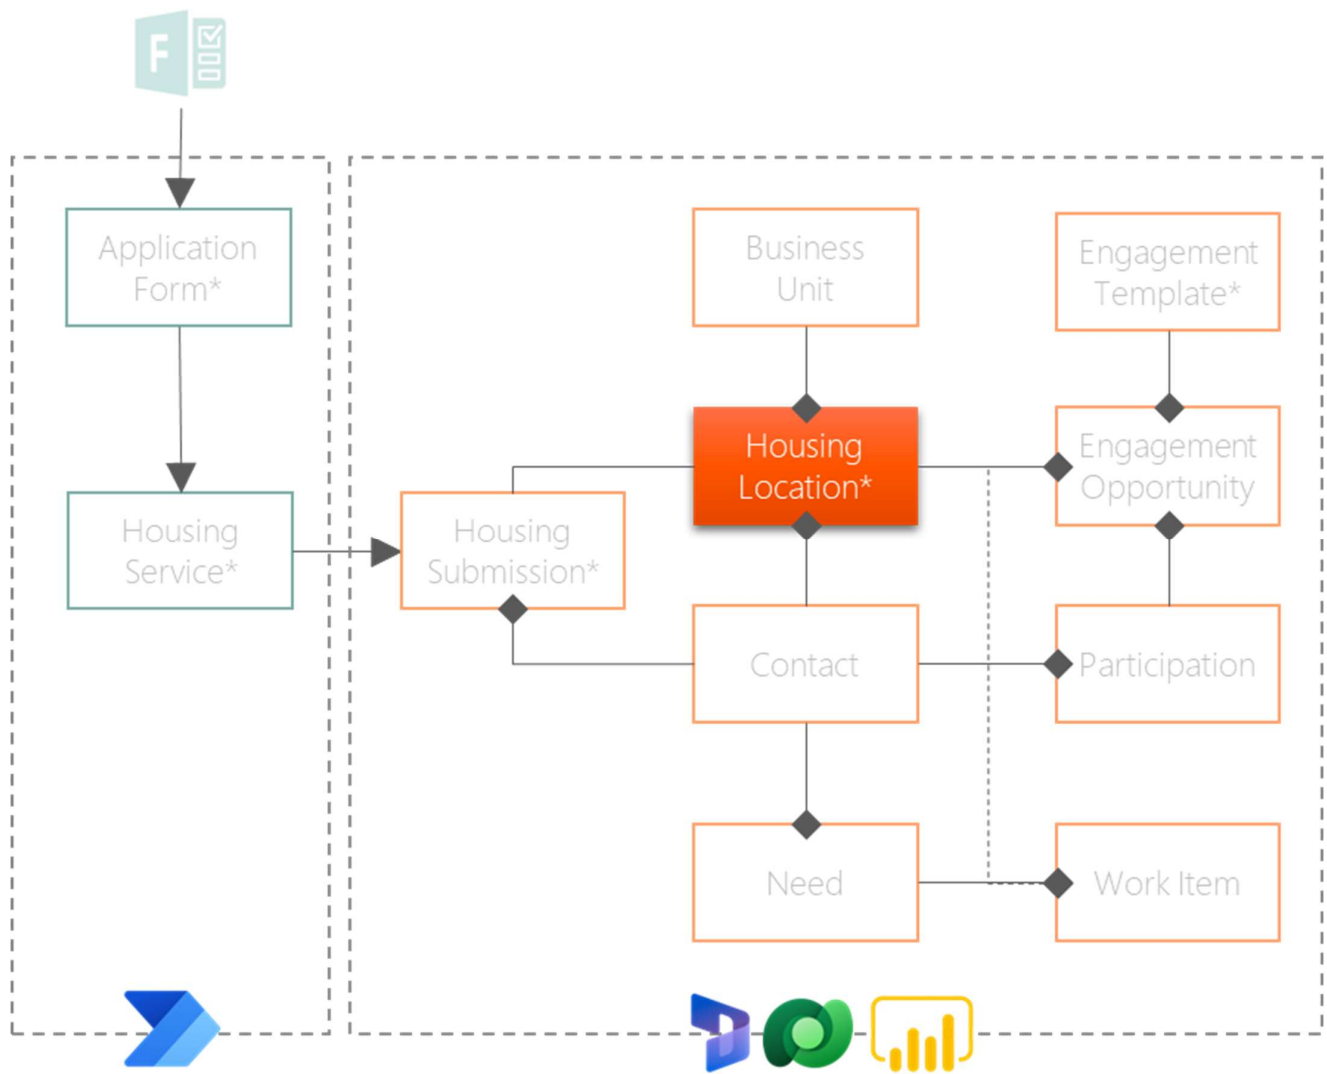 F
Application
Form*
Business
Unit
Engagement
Template*
Housing
Location*
Engagement
Opportunity
Housing
Service*
Housing
Submission*
Contact
Participation
Need
Work Item